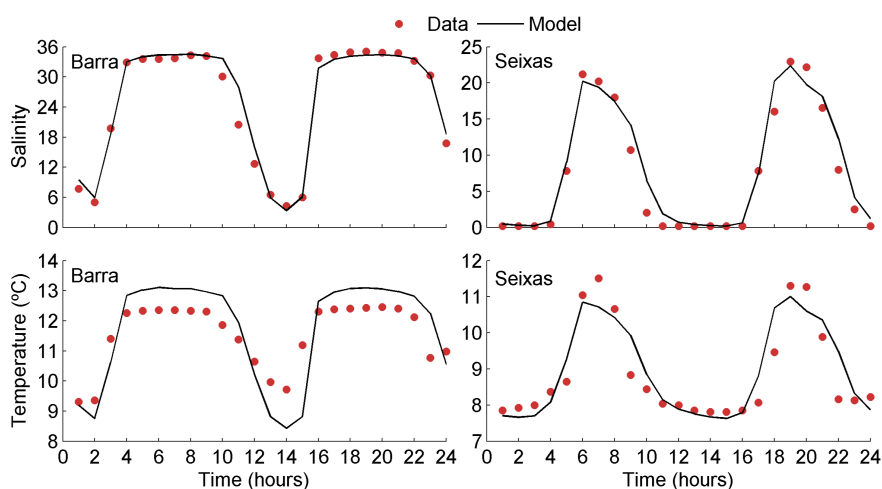 Data Model
Barra
Salinity
36
30
24
18
12
6
0
Seixas
25
20
15
10
5
0
Barra
Temperature (ºC)
14
13
12
11
10
9
8
0 2 4 6 8 10 12 14 16 18 20 22 24
Time (hours)
Seixas
12
11
10
9
8
7
0 2 4 6 8 10 12 14 16 18 20 22 24
Time (hours)